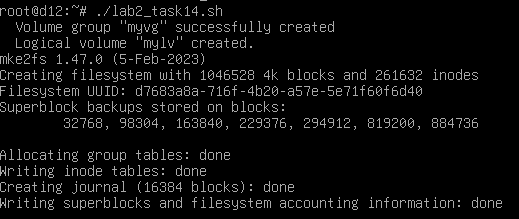 root@d12:~# ./lab2_task14.sh
Volume group "myvg" successfully created
Logical volume "mylv" created.
mke2fs 1.47.0 (5-Feb-2023)
Creating filesystem with 1046528 4k blocks and 261632 inodes
Filesystem UUID: d7683a8a-716f-4b20-a57e-5e71f60f6d40
Superblock backups stored on blocks:
32768, 98304, 163840, 229376, 294912, 819200, 884736
Allocating group tables: done
Writing inode tables: done
Creating journal (16384 blocks): done
Writing superblocks and filesystem accounting information: done